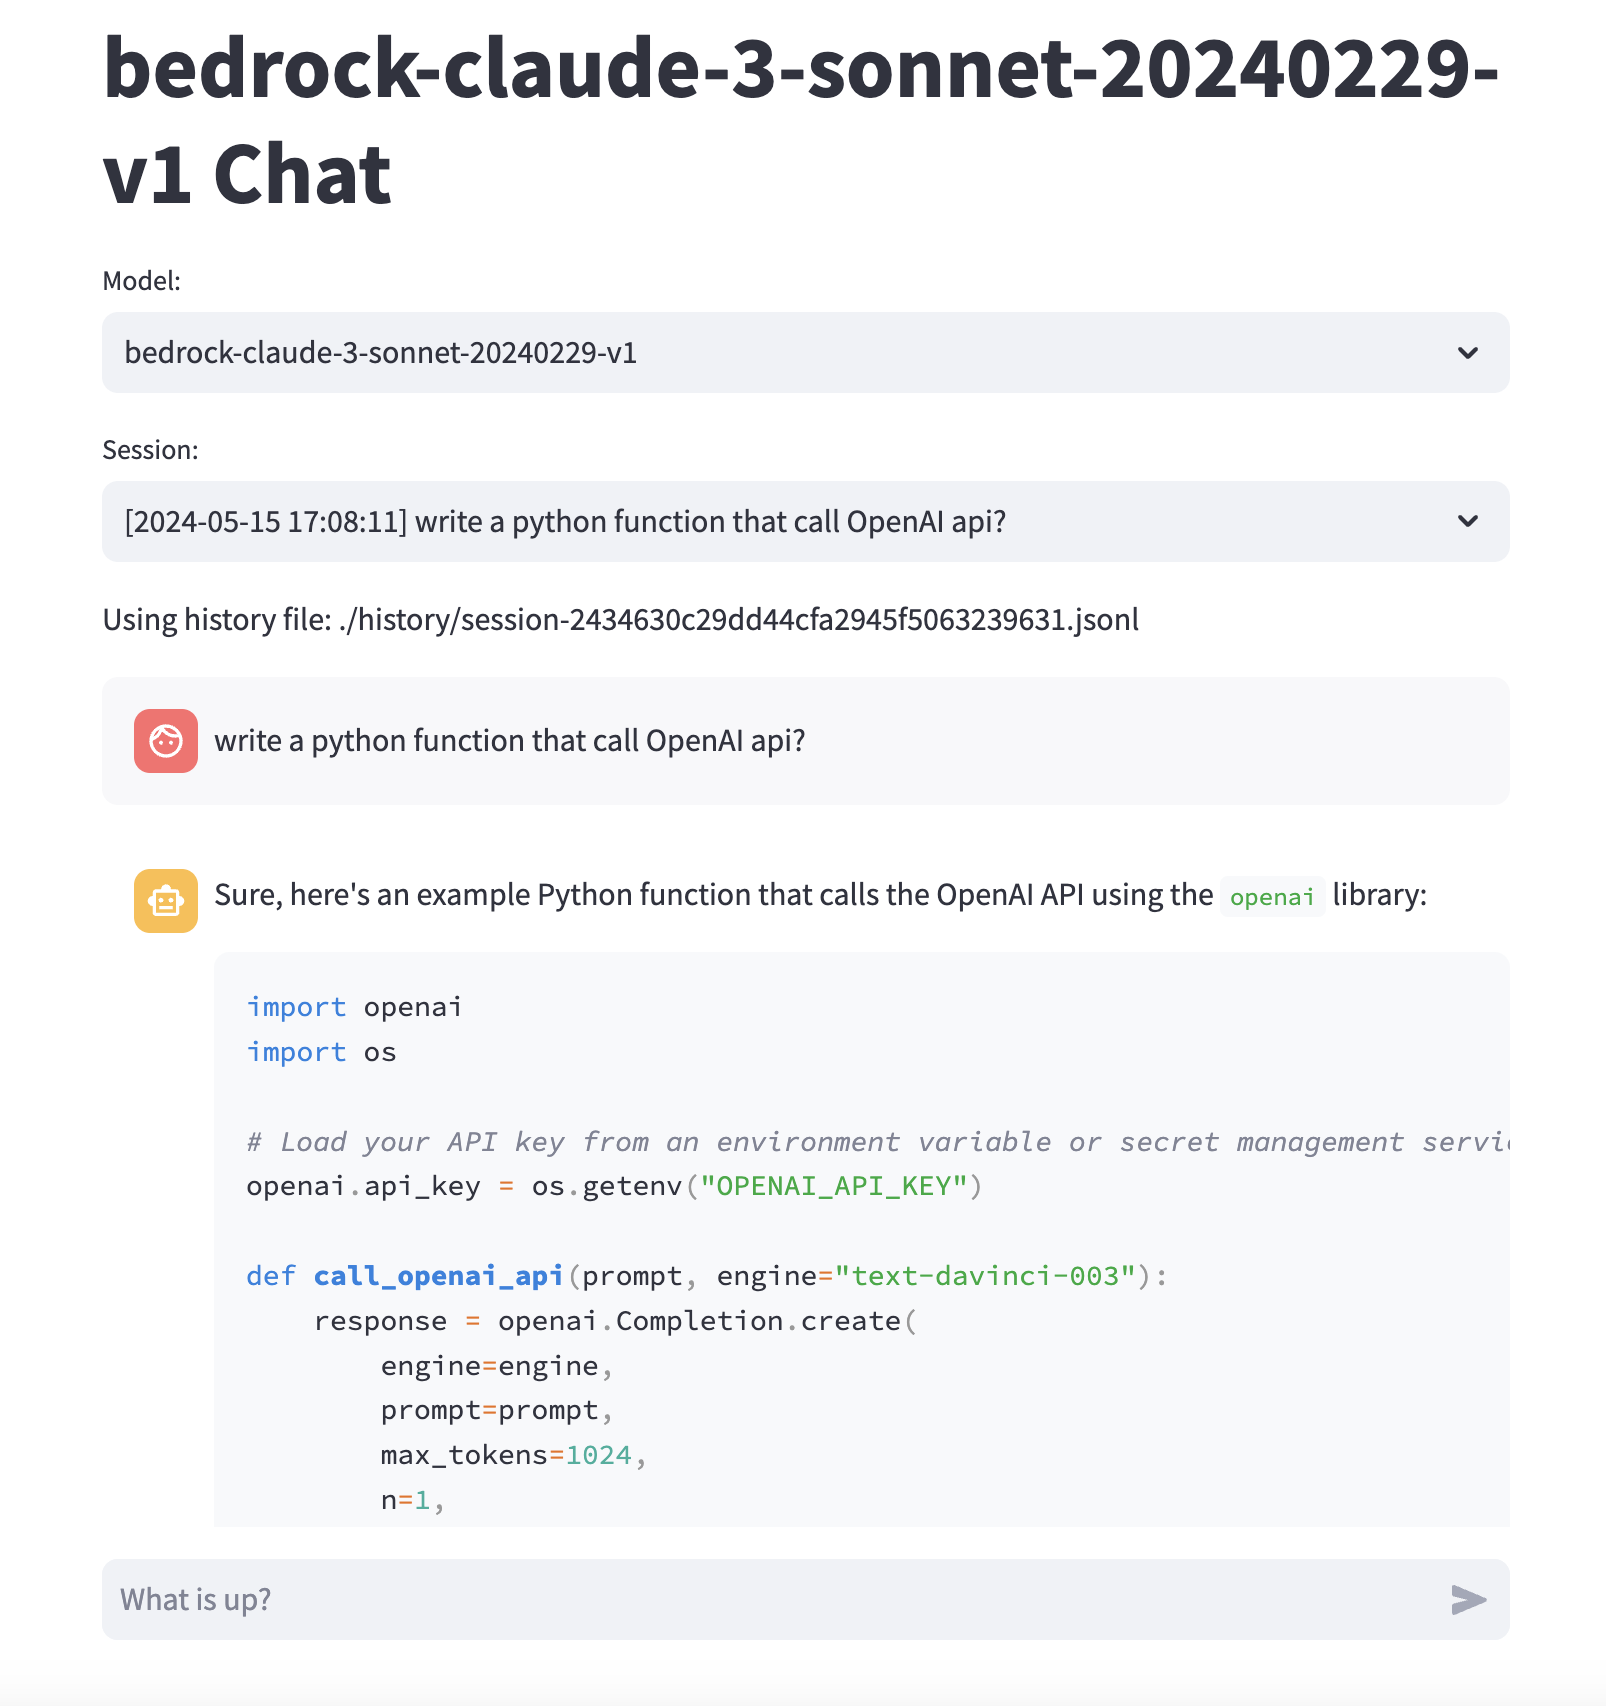 bedrock-claude-3-sonnet-20240229-
v1 Chat
Model:
bedrock-claude-3-sonnet-20240229-v1
Session:
[2024-05-15 17:08:11] write a python function that call OpenAI api?
Using history file: ./history/session-2434630c29dd44cfa2945f5063239631.jsonl
write a python function that call OpenAI api?
Sure, here's an example Python function that calls the OpenAI API using the openai library:
import openai
import os
# Load your API key from an environment variable or secret management
openai.api_key = os.getenv("OPENAI_API_KEY")
def call_openai_api(prompt, engine="text-davinci-003"):
    response = openai.Completion.create(
        engine=engine,
        prompt=prompt,
        max_tokens=1024,
        n=1,
What is up?